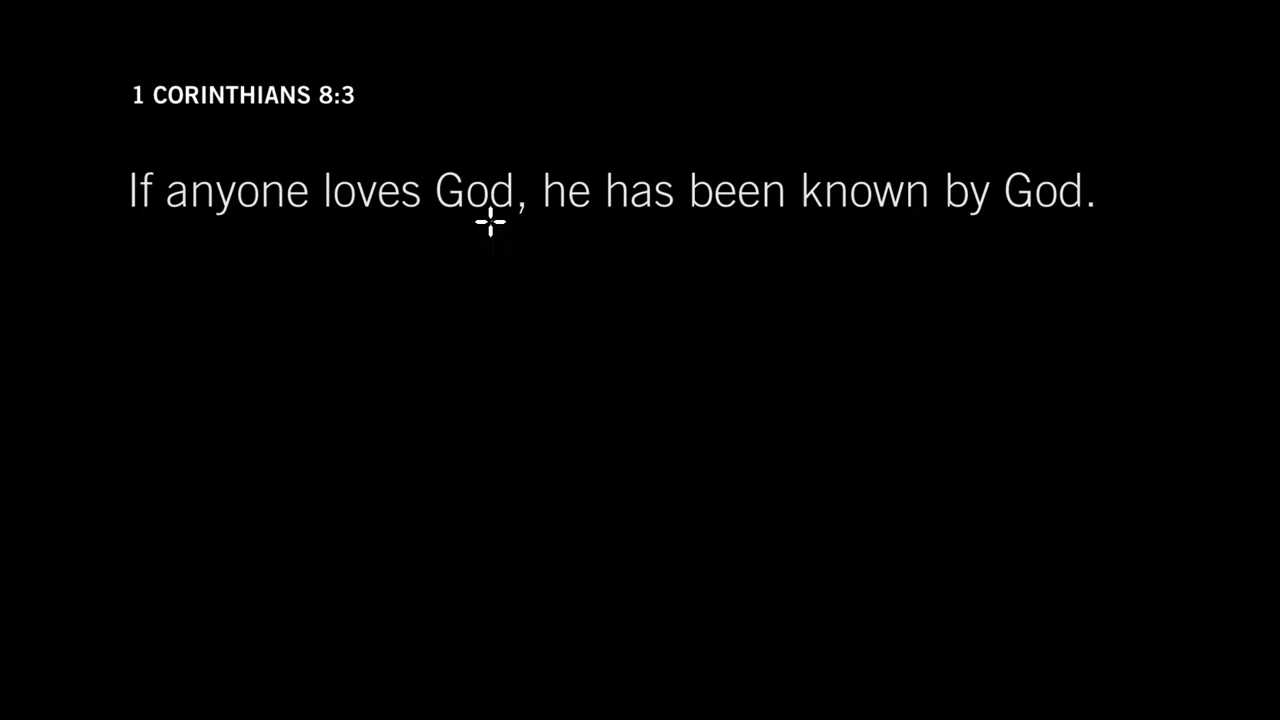 1 CORINTHIANS 8:3
If anyone loves God, he has been known by God.